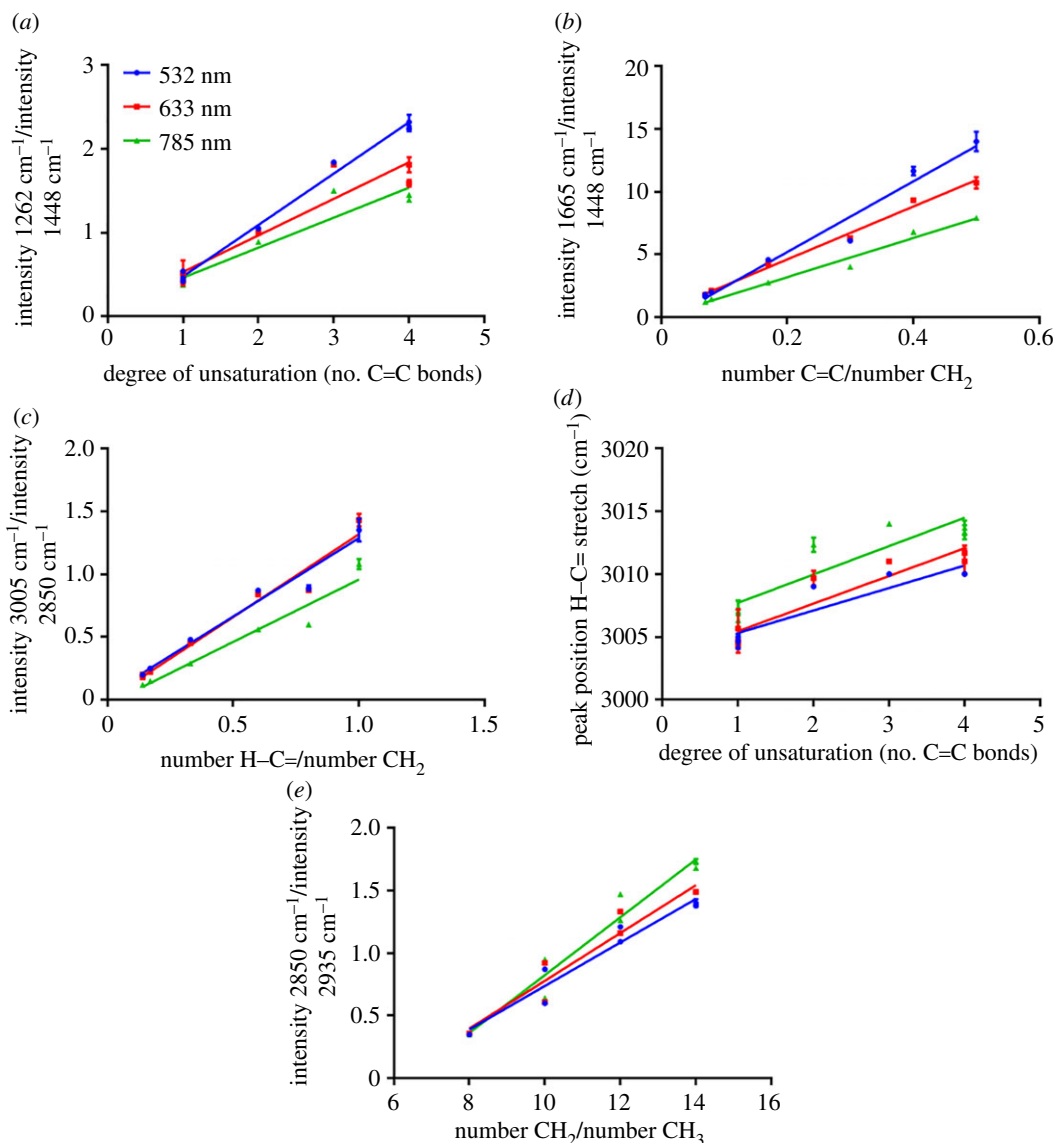 (a)
intensity 1262 cm⁻¹/intensity
1448 cm⁻¹
3
2
1
0
532 nm
633 nm
785 nm
0 1 2 3 4 5
degree of unsaturation (no. C=C bonds)
(b)
intensity 1665 cm⁻¹/intensity
1448 cm⁻¹
20
15
10
5
0
0 0.2 0.4 0.6
number C=C/number CH₂
(c)
intensity 3005 cm⁻¹/intensity
2850 cm⁻¹
2.0
1.5
1.0
0.5
0
0 0.5 1.0 1.5
number H–C=/number CH₂
(d)
peak position H–C= stretch (cm⁻¹)
3020
3015
3010
3005
3000
0 1 2 3 4 5
degree of unsaturation (no. C=C bonds)
(e)
intensity 2850 cm⁻¹/intensity
2935 cm⁻¹
2.0
1.5
1.0
0.5
0
6 8 10 12 14 16
number CH₂/number CH₃